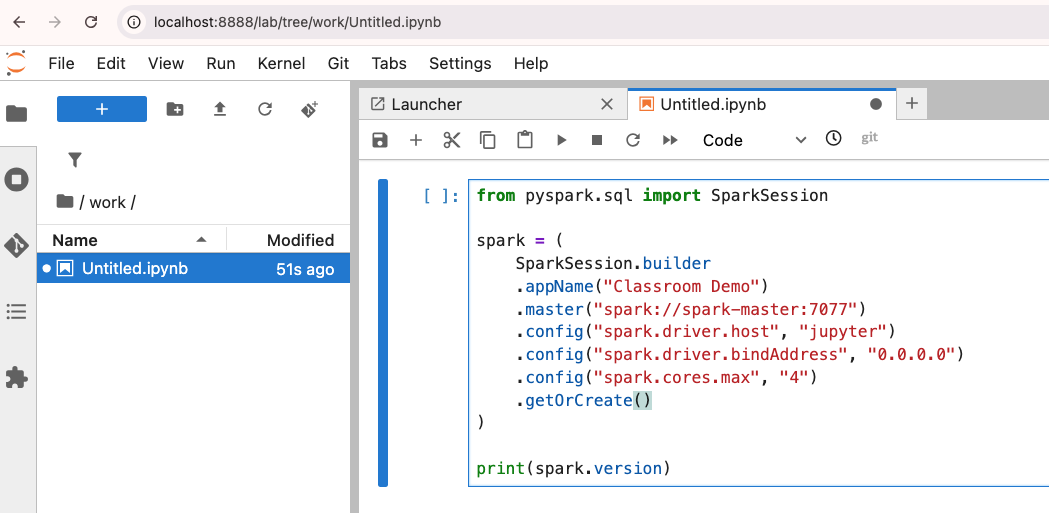 localhost:8888/lab/tree/work/Untitled.ipynb
File Edit View Run Kernel Git Tabs Settings Help
Launcher
Untitled.ipynb
Code
git
/ work /
Name Modified
Untitled.ipynb 51s ago
[ ]:
from pyspark.sql import SparkSession
spark = (
    SparkSession.builder
    .appName("Classroom Demo")
    .master("spark://spark-master:7077")
    .config("spark.driver.host", "jupyter")
    .config("spark.driver.bindAddress", "0.0.0.0")
    .config("spark.cores.max", "4")
    .getOrCreate()
)
print(spark.version)